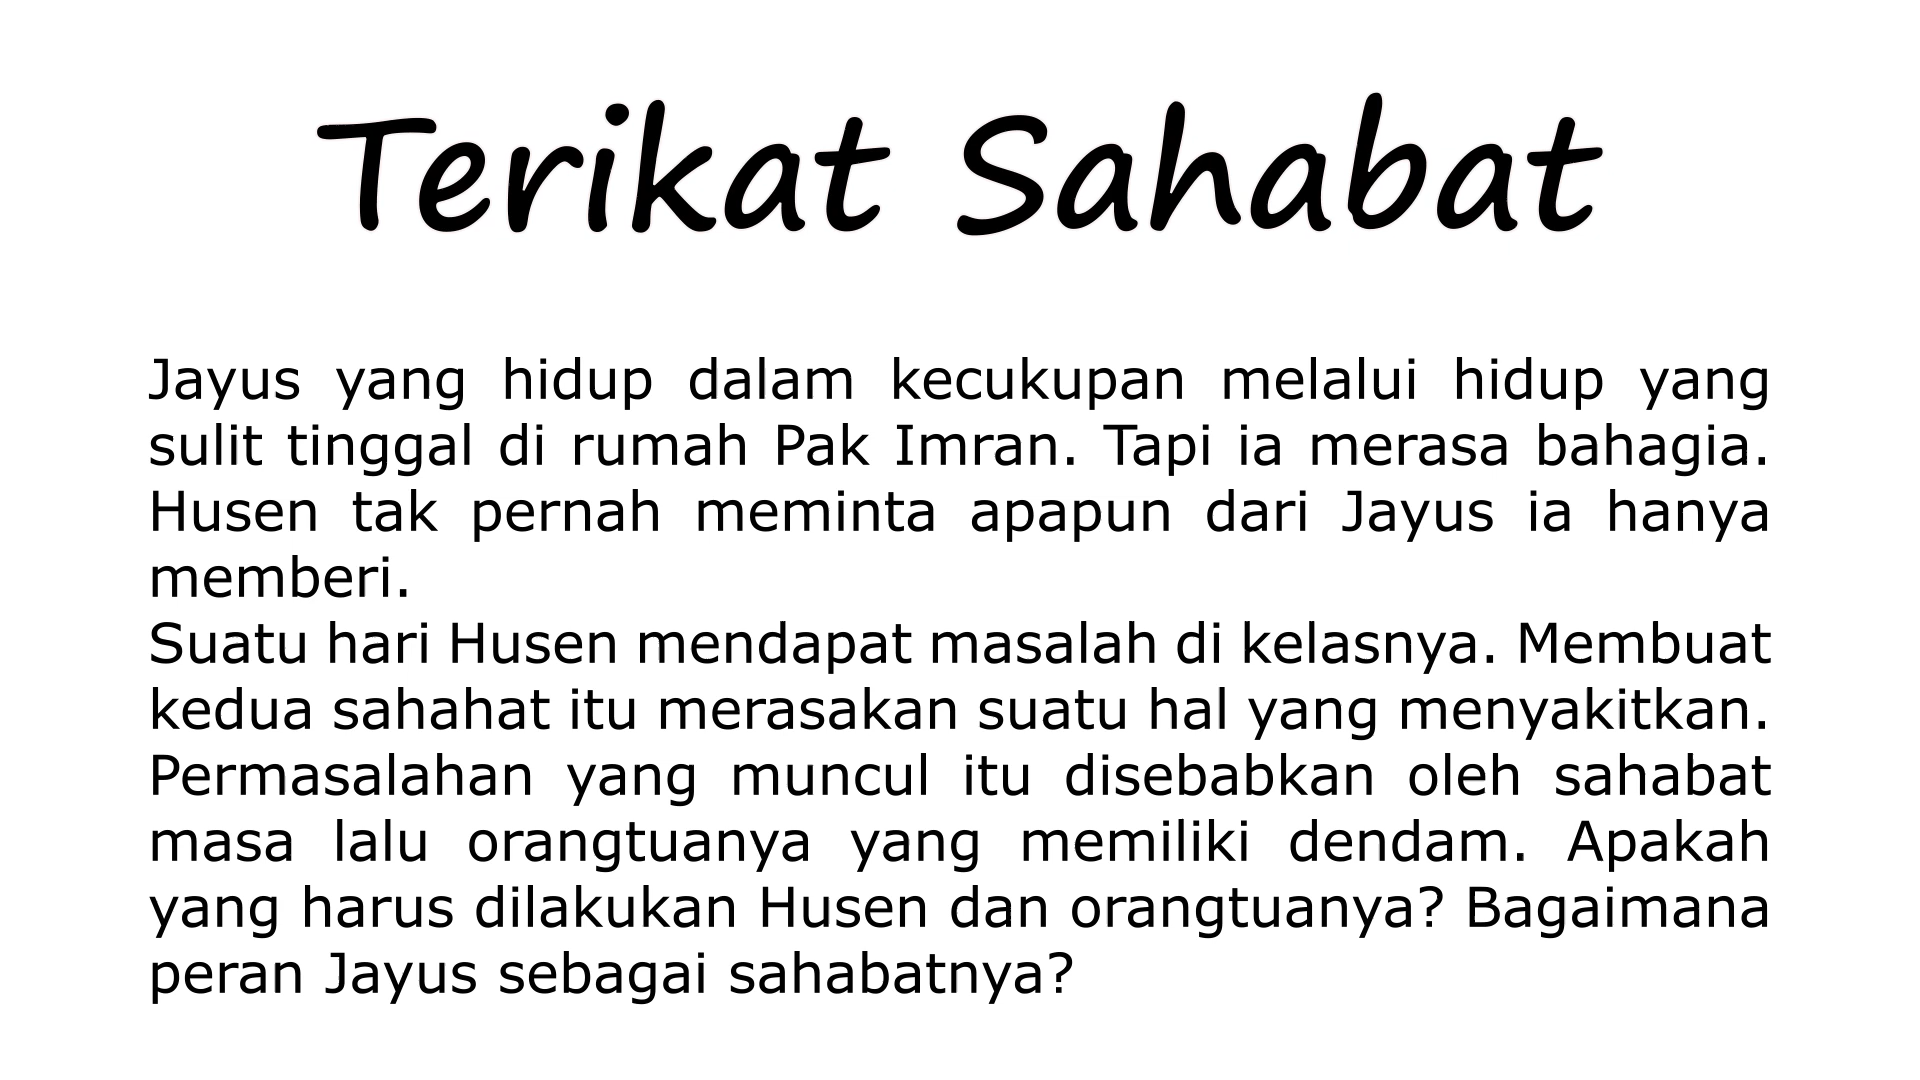 Terikat Sahabat
Jayus yang hidup dalam kecukupan melalui hidup yang
sulit tinggal di rumah Pak Imran. Tapi ia merasa bahagia.
Husen tak pernah meminta apapun dari Jayus ia hanya
memberi.
Suatu hari Husen mendapat masalah di kelasnya. Membuat
kedua sahahat itu merasakan suatu hal yang menyakitkan.
Permasalahan yang muncul itu disebabkan oleh sahabat
masa lalu orangtuanya yang memiliki dendam. Apakah
yang harus dilakukan Husen dan orangtuanya? Bagaimana
peran Jayus sebagai sahabatnya?